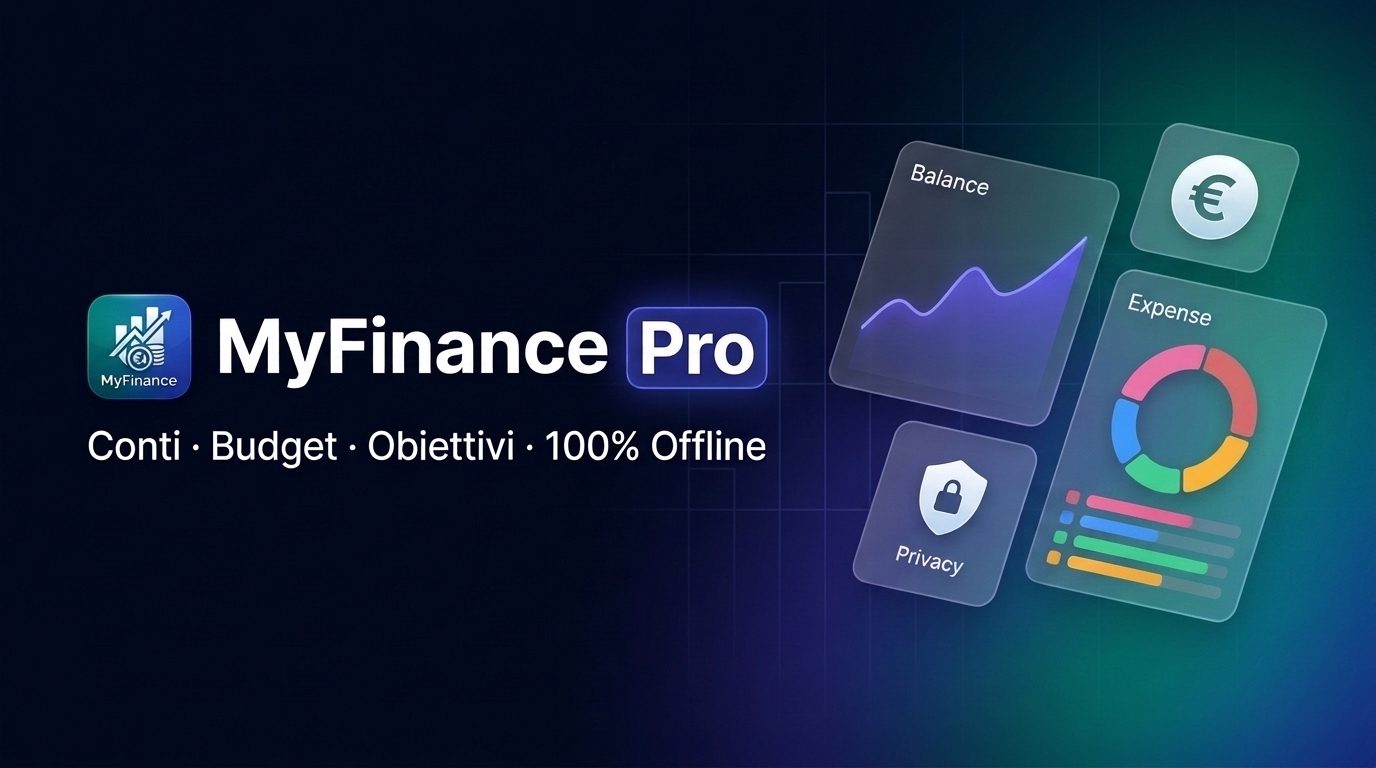 MyFinance
MyFinance Pro
Conti · Budget · Obiettivi · 100% Offline
Balance
€
Expense
Privacy